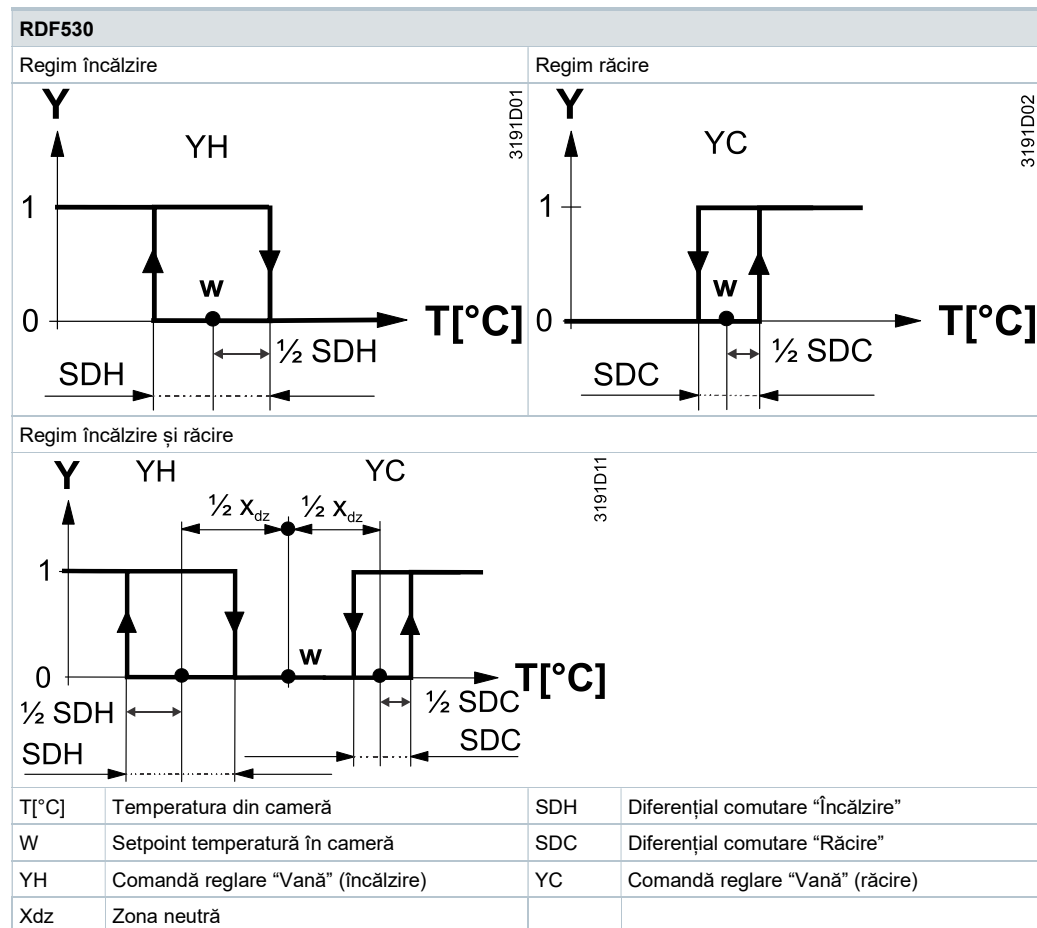 RDF530
Regim încălzire
Regim răcire
Y
YH
3191D01
1
w
0
T[°C]
½ SDH
SDH
Y
YC
3191D02
1
w
0
T[°C]
½ SDC
SDC
Regim încălzire și răcire
Y
YH
YC
3191D11
½ xdz
½ xdz
1
w
0
T[°C]
½ SDH
½ SDC
SDH
SDC
T[°C] Temperatura din cameră SDH Diferențial comutare “Încălzire”
W Setpoint temperatură în cameră SDC Diferențial comutare “Răcire”
YH Comandă reglare “Vană” (încălzire) YC Comandă reglare “Vană” (răcire)
Xdz Zona neutră